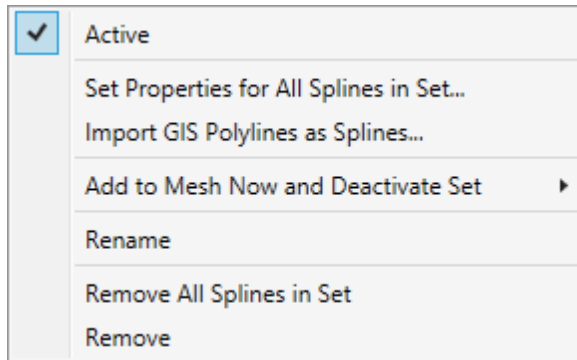 Active
Set Properties for All Splines in Set...
Import GIS Polylines as Splines...
Add to Mesh Now and Deactivate Set
Rename
Remove All Splines in Set
Remove